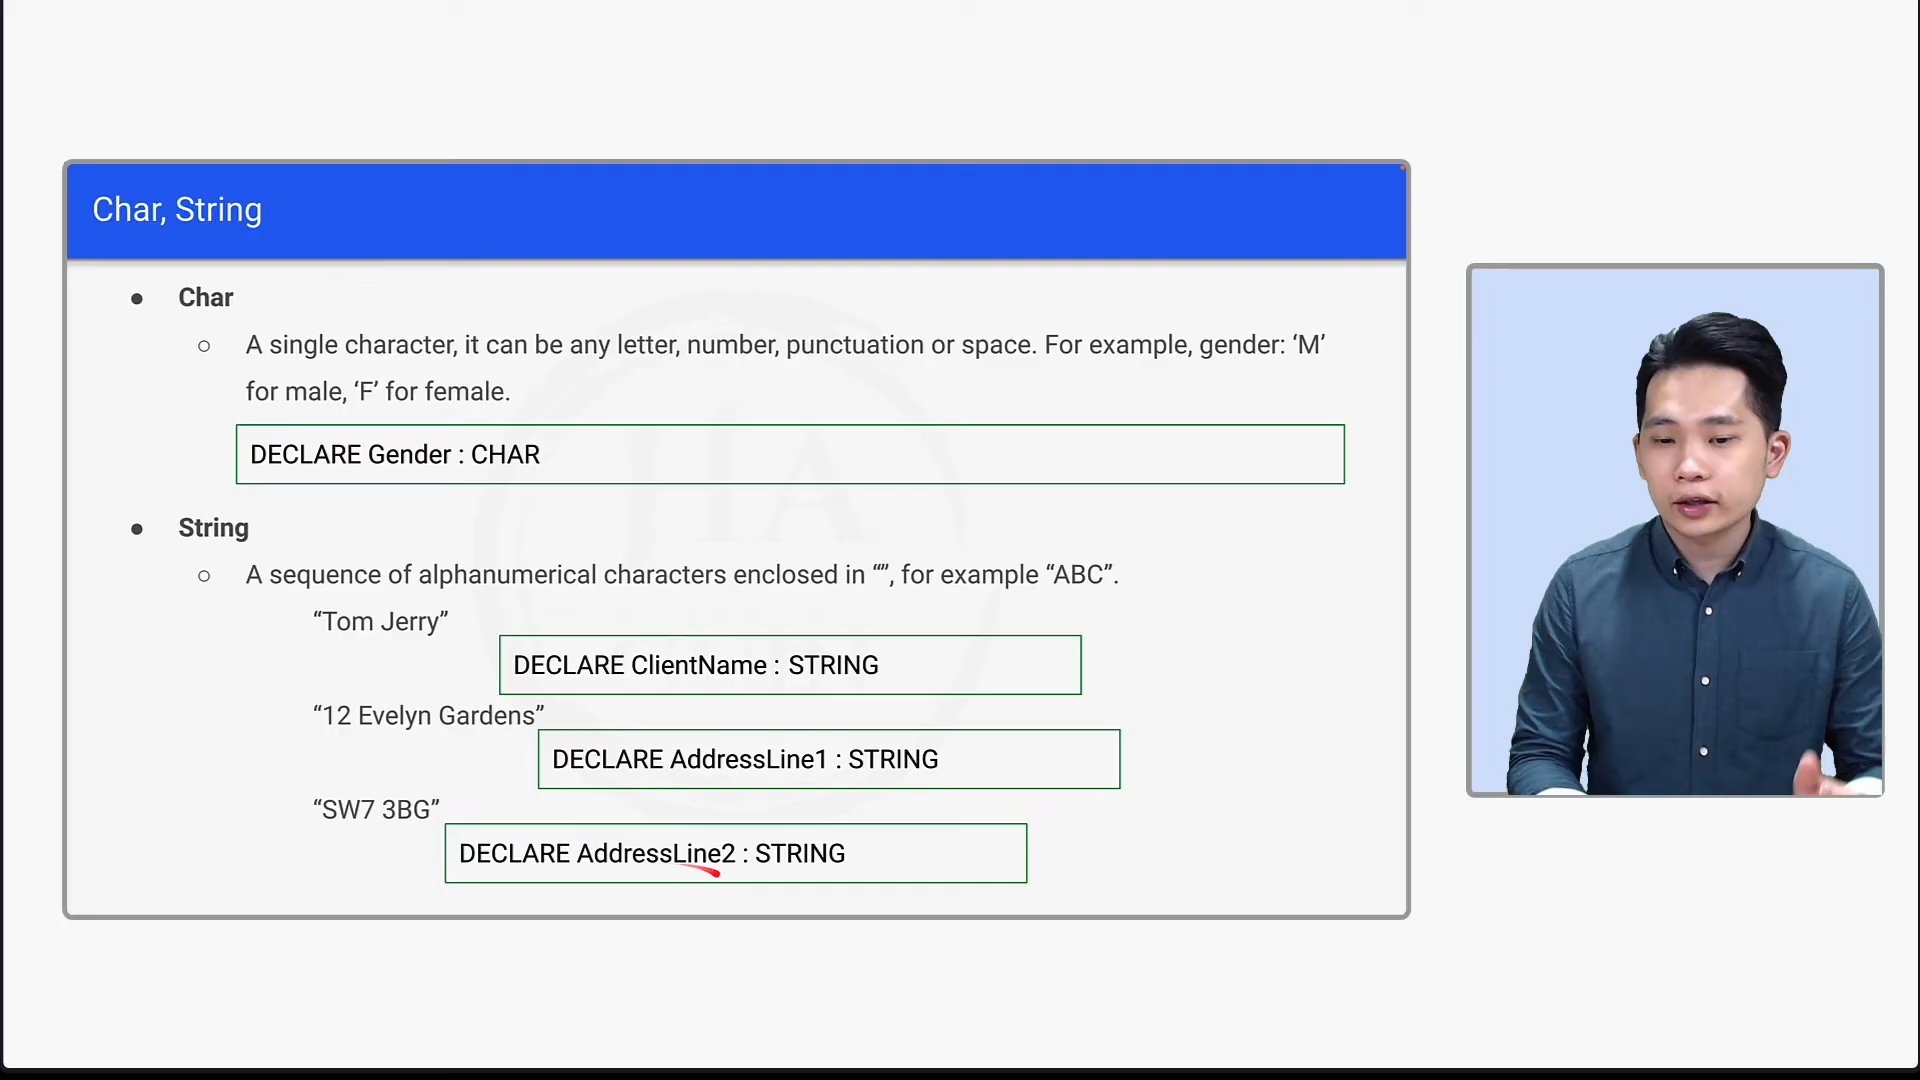 Char, String
● Char
○ A single character, it can be any letter, number, punctuation or space. For example, gender: ‘M’
for male, ‘F’ for female.
DECLARE Gender : CHAR
● String
○ A sequence of alphanumerical characters enclosed in “”, for example “ABC”.
“Tom Jerry”
DECLARE ClientName : STRING
“12 Evelyn Gardens”
DECLARE AddressLine1 : STRING
“SW7 3BG”
DECLARE AddressLine2 : STRING